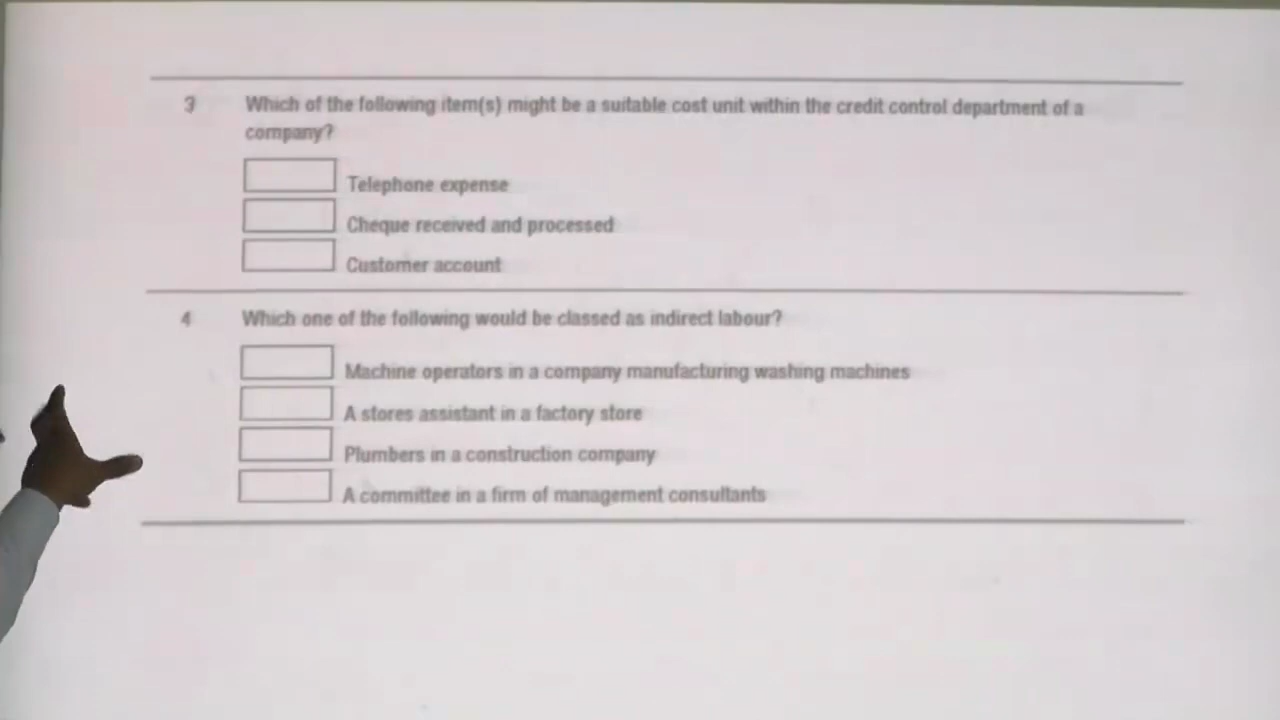 3 Which of the following item(s) might be a suitable cost unit within the credit control department of a
company?
Telephone expense
Cheque received and processed
Customer account
4 Which one of the following would be classed as indirect labour?
Machine operators in a company manufacturing washing machines
A stores assistant in a factory store
Plumbers in a construction company
A committee in a firm of management consultants